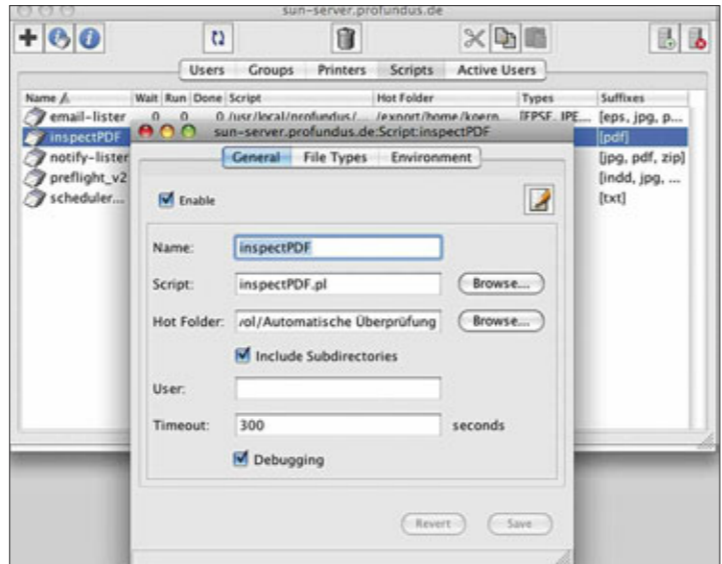 sun-server.profundus.de
Users Groups Printers Scripts Active Users
Name Wait Run Done Script Hot Folder Types Suffixes
email-lister 0 0 0 /usr/local/profundus/... /export/home/koern... [EPSF, JPE... [eps, jpg, p...
inspectPDF [pdf]
notify-lister [jpg, pdf, zip]
preflight_v2 [indd, jpg, ...
scheduler... [txt]
sun-server.profundus.de:Script:inspectPDF
General File Types Environment
Enable
Name: inspectPDF
Script: inspectPDF.pl Browse...
Hot Folder: vol/Automatische Überprüfung Browse...
Include Subdirectories
User:
Timeout: 300 seconds
Debugging
Revert Save